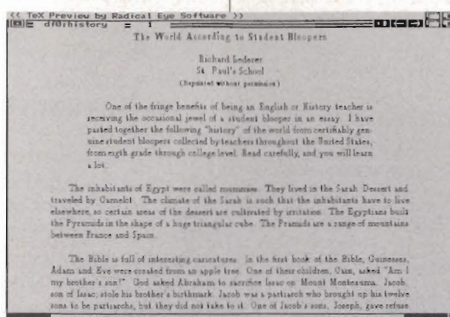 << TeX Preview by Radical Eye Software >>
df0:history = 1
The World According to Student Bloopers
Richard Lederer
St. Paul's School
(Reprinted without permission)
One of the fringe benefits of being an English or History teacher is
receiving the occasional jewel of a student blooper in an essay. I have
pasted together the following "history" of the world from certifiably gen-
uine student bloopers collected by teachers throughout the United States,
from eigth grade through college level. Read carefully, and you will learn
a lot.
The inhabitants of Egypt were called mummies. They lived in the Sarah Dessert and
traveled by Camelot. The climate of the Sarah is such that the inhabitants have to live
elsewhere, so certain areas of the dessert are cultivated by irritation. The Egyptians built
the Pyramids in the shape of a huge triangular cube. The Pramids are a range of mountains
between France and Spain.
The Bible is full of interesting caricatures. In the first book of the Bible, Guinesses,
Adam and Eve were created from an apple tree. One of their children, Cain, asked "Am I
my brother's son?" God asked Abraham to sacrifice Issac on Mount Montezuma. Jacob,
son of Issac, stole his brother's birthmark. Jacob was a patriarch who brought up his twelve
sons to be patriarchs, but they did not take to it. One of Jacob's sons, Joseph, gave refuse